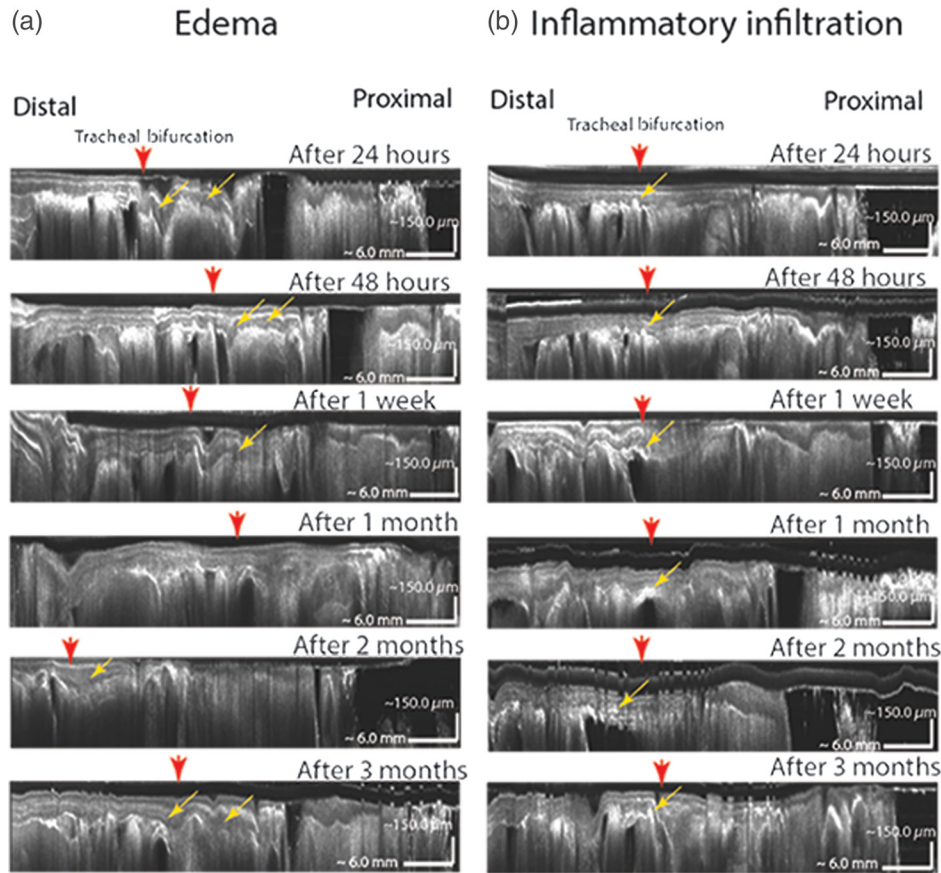 (a) Edema
Distal
Proximal
Tracheal bifurcation
After 24 hours
~150.0 µm
~ 6.0 mm
After 48 hours
~150.0 µm
~ 6.0 mm
After 1 week
~150.0 µm
~ 6.0 mm
After 1 month
~150.0 µm
~ 6.0 mm
After 2 months
~150.0 µm
~ 6.0 mm
After 3 months
~150.0 µm
~ 6.0 mm
(b) Inflammatory infiltration
Distal
Proximal
Tracheal bifurcation
After 24 hours
~150.0 µm
~ 6.0 mm
After 48 hours
~150.0 µm
~ 6.0 mm
After 1 week
~150.0 µm
~ 6.0 mm
After 1 month
~150.0 µm
~ 6.0 mm
After 2 months
~150.0 µm
~ 6.0 mm
After 3 months
~150.0 µm
~ 6.0 mm